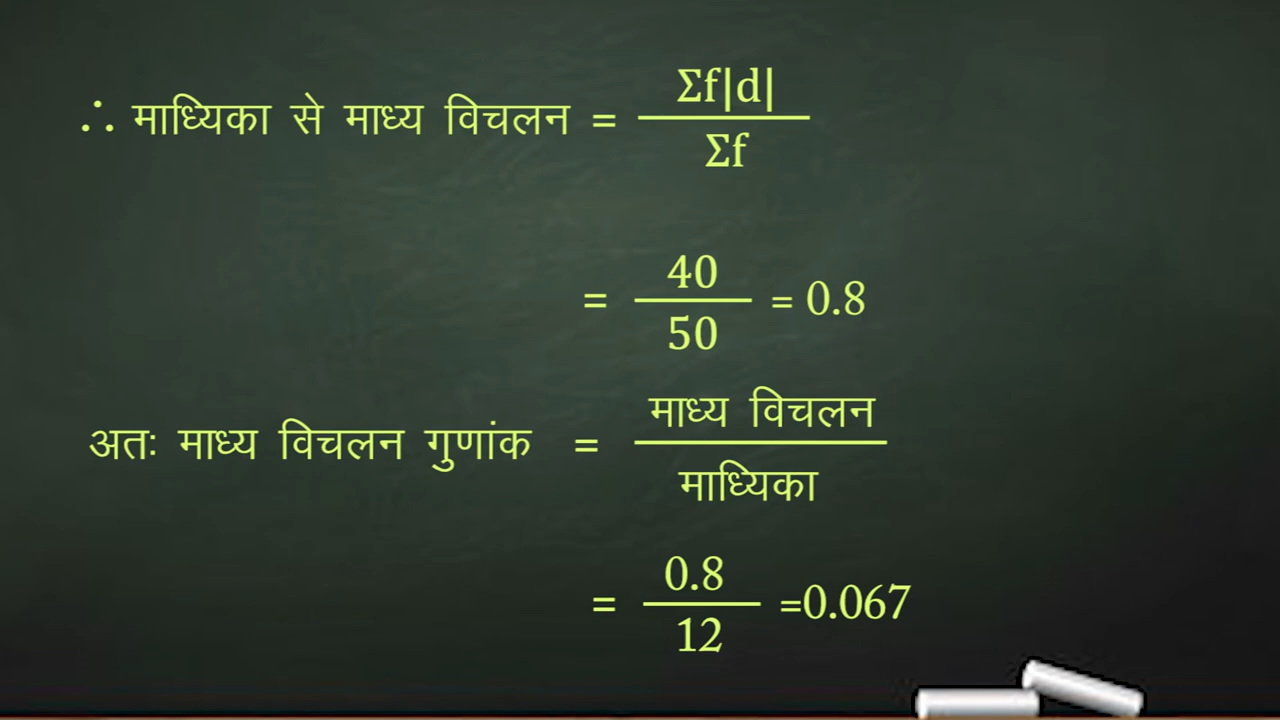 ∴ माध्यिका से माध्य विचलन = Σf|d| / Σf
= 40 / 50 = 0.8
अतः माध्य विचलन गुणांक = माध्य विचलन / माध्यिका
= 0.8 / 12 =0.067